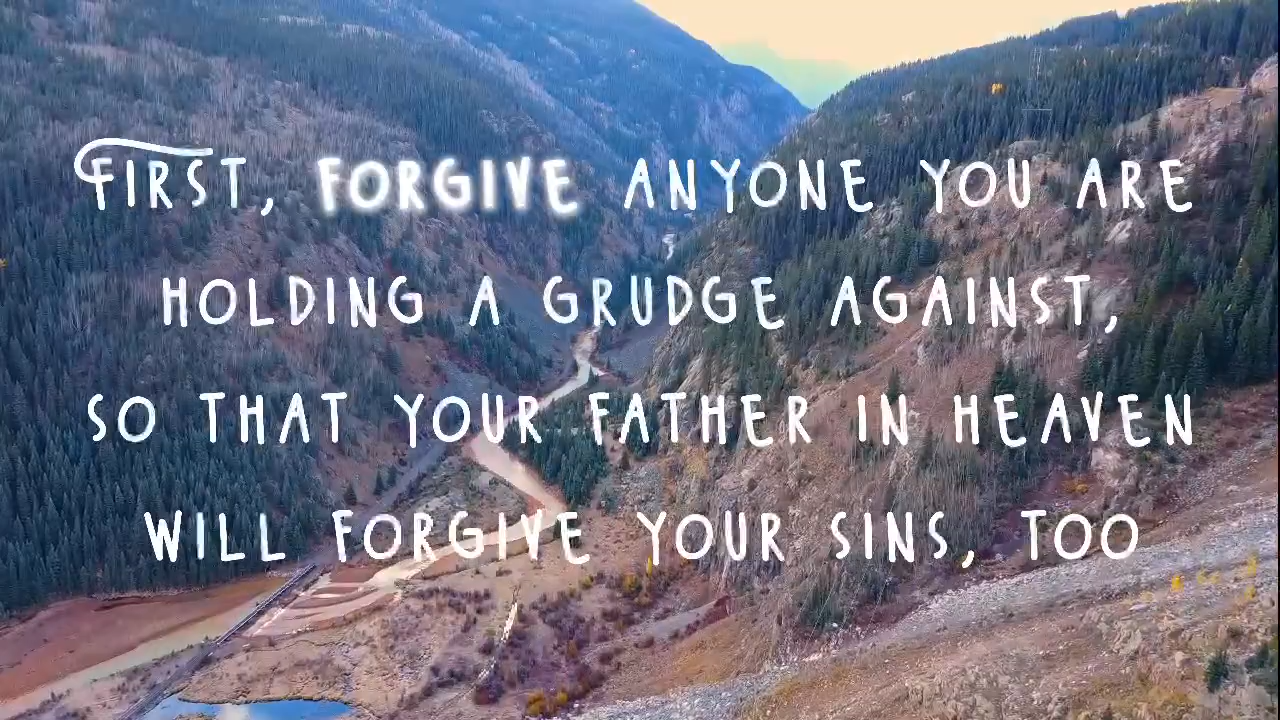 FIRST, FORGIVE ANYONE YOU ARE
HOLDING A GRUDGE AGAINST,
SO THAT YOUR FATHER IN HEAVEN
WILL FORGIVE YOUR SINS, TOO